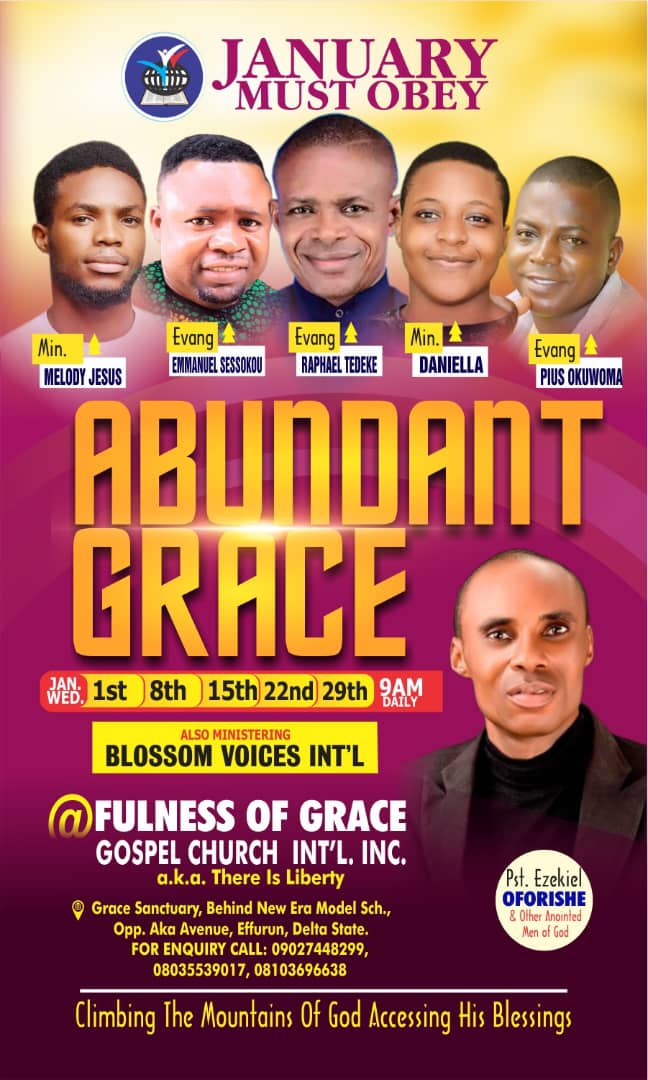 JANUARY
MUST OBEY
Min.
MELODY JESUS
Evang
EMMANUEL SESSOKOU
Evang
RAPHAEL TEDEKE
Min.
DANIELLA
Evang
PIUS OKUWOMA
ABUNDANT
GRACE
JAN. WED. 1st 8th 15th 22nd 29th 9AM DAILY
ALSO MINISTERING
BLOSSOM VOICES INT'L
@FULNESS OF GRACE
GOSPEL CHURCH INT'L. INC.
a.k.a. There Is Liberty
Grace Sanctuary, Behind New Era Model Sch.,
Opp. Aka Avenue, Effurun, Delta State.
FOR ENQUIRY CALL: 09027448299,
08035539017, 08103696638
Pst. Ezekiel
OFORISHE
& Other Anointed
Men of God
Climbing The Mountains Of God Accessing His Blessings